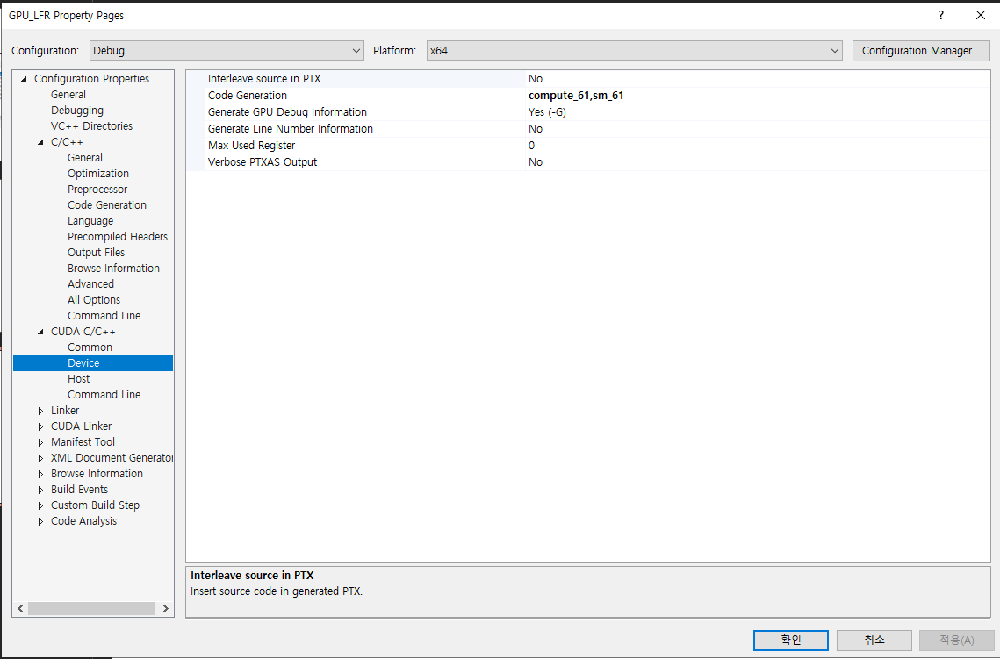 GPU_LFR Property Pages
?
Configuration: Debug Platform: x64 Configuration Manager...
Configuration Properties
General
Debugging
VC++ Directories
C/C++
General
Optimization
Preprocessor
Code Generation
Language
Precompiled Headers
Output Files
Browse Information
Advanced
All Options
Command Line
CUDA C/C++
Common
Device
Host
Command Line
Linker
CUDA Linker
Manifest Tool
XML Document Generator
Browse Information
Build Events
Custom Build Step
Code Analysis
Interleave source in PTX No
Code Generation compute_61,sm_61
Generate GPU Debug Information Yes (-G)
Generate Line Number Information No
Max Used Register 0
Verbose PTXAS Output No
Interleave source in PTX
Insert source code in generated PTX.
확인 취소 적용(A)